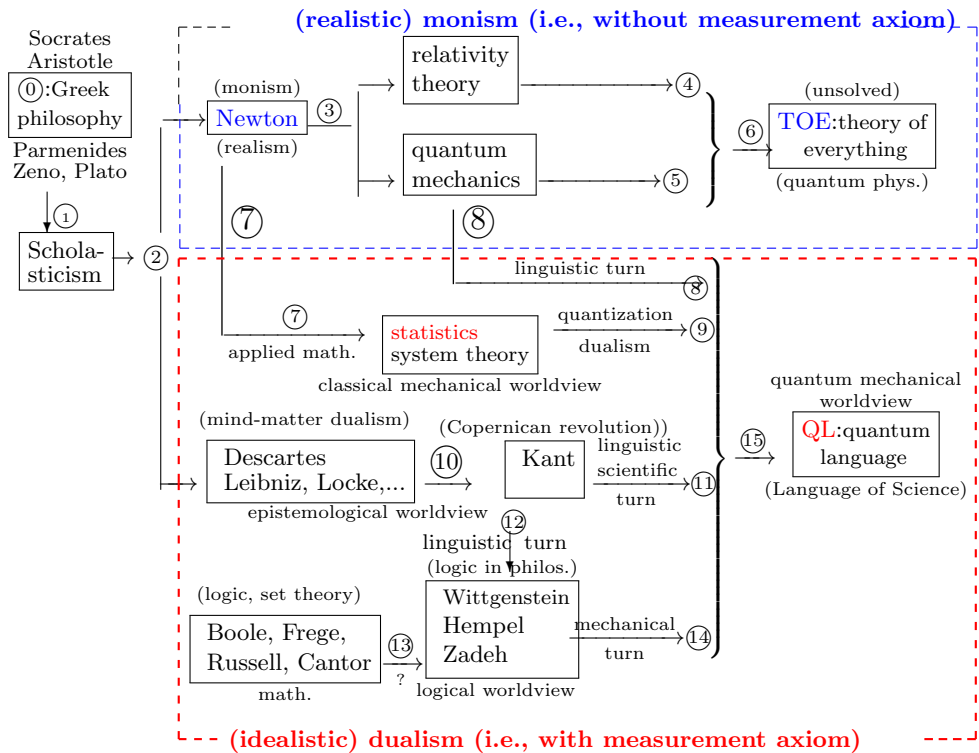 (realistic) monism (i.e., without measurement axiom)
Socrates
Aristotle
⓪:Greek
philosophy
Parmenides
Zeno, Plato
①
Schola-
sticism
②
(monism)
Newton
(realism)
③
relativity
theory
④
quantum
mechanics
⑤
⑥
(unsolved)
TOE:theory of
everything
(quantum phys.)
⑦
⑧
linguistic turn
⑧
⑦
applied math.
statistics
system theory
classical mechanical worldview
quantization
dualism
⑨
(mind-matter dualism)
Descartes
Leibniz, Locke,...
epistemological worldview
⑩
(Copernican revolution))
Kant
linguistic
scientific
turn
⑪
⑫
linguistic turn
(logic in philos.)
(logic, set theory)
Boole, Frege,
Russell, Cantor
math.
⑬
?
Wittgenstein
Hempel
Zadeh
logical worldview
mechanical
turn
⑭
⑮
quantum mechanical
worldview
QL:quantum
language
(Language of Science)
(idealistic) dualism (i.e., with measurement axiom)